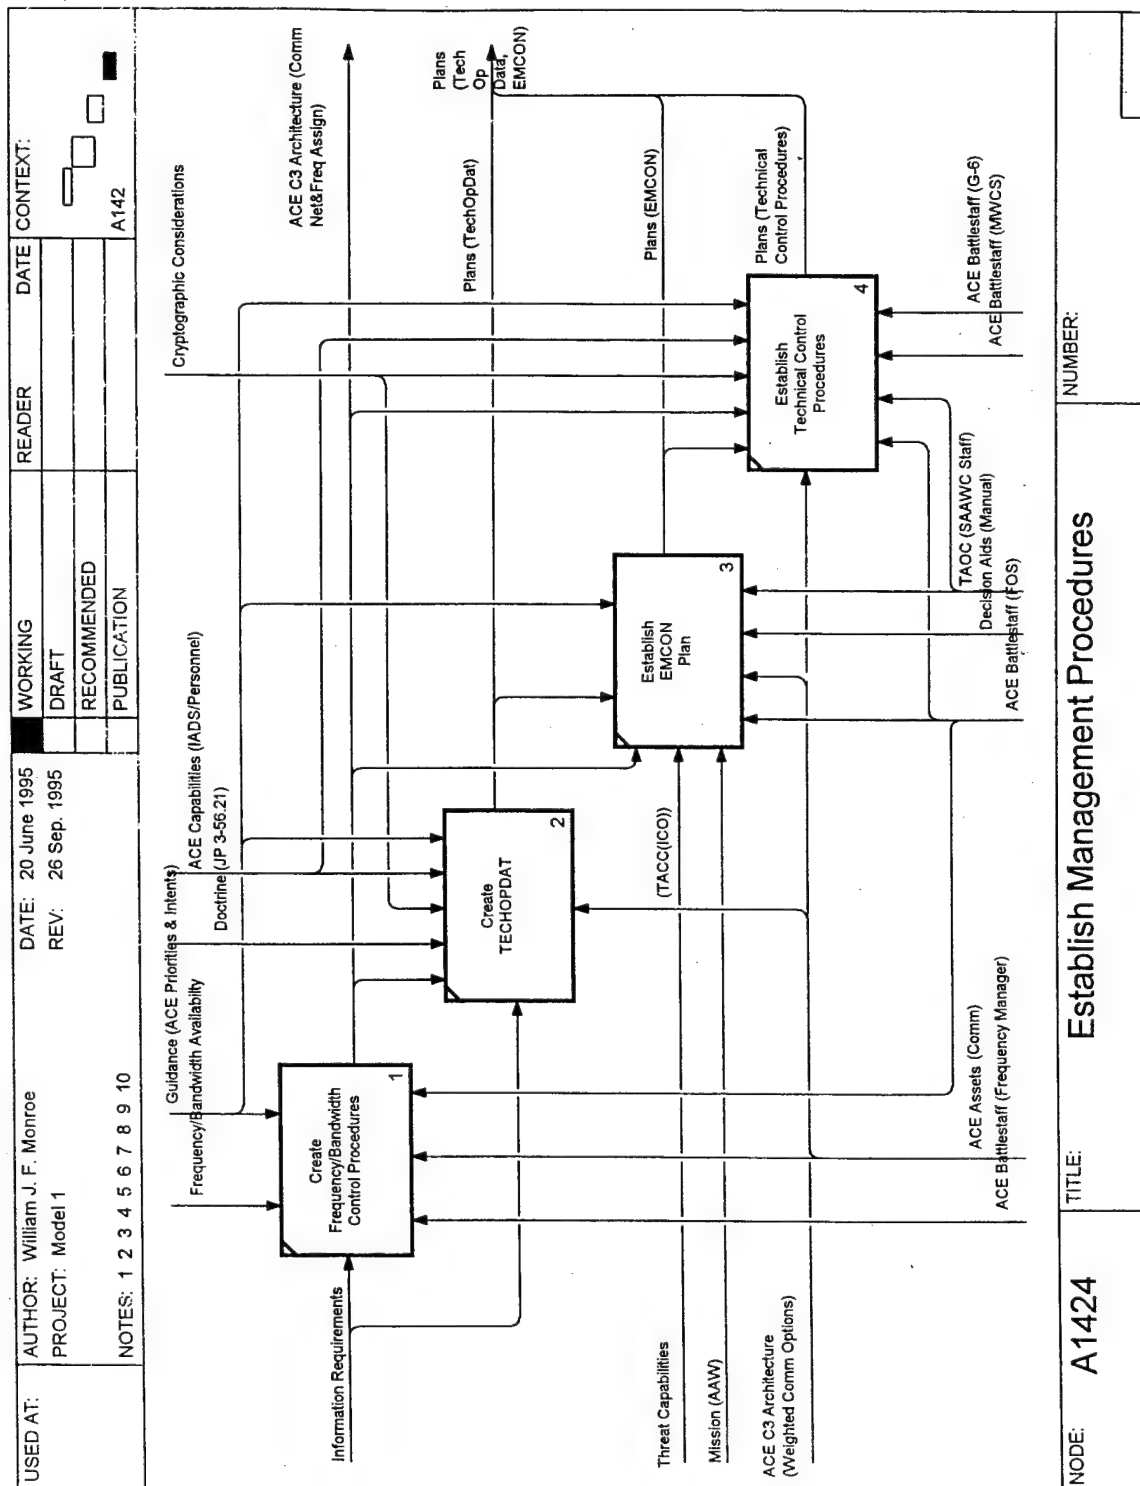 USED AT:
AUTHOR: William J. F. Monroe
PROJECT: Model 1
NOTES: 1 2 3 4 5 6 7 8 9 10
DATE: 20 June 1995
REV: 26 Sep. 1995
WORKING
DRAFT
RECOMMENDED
PUBLICATION
READER
DATE
CONTEXT:
A142
Guidance (ACE Priorities & Intents)
Frequency/Bandwidth Availabilty
ACE Capabilities (IADS/Personnel)
Doctrine (JP 3-56.21)
Cryptographic Considerations
ACE C3 Architecture (Comm
Net&Freq Assign)
Create
Frequency/Bandwidth
Control Procedures
1
Information Requirements
Create
TECHOPDAT
2
Plans (TechOpDat)
Plans
(Tech
Op
Data,
EMCON)
Establish
EMCON
Plan
3
Plans (EMCON)
Threat Capabilities
(TACC(ICO))
Mission (AAW)
Establish
Technical Control
Procedures
4
Plans (Technical
Control Procedures)
ACE C3 Architecture
(Weighted Comm Options)
ACE Assets (Comm)
ACE Battlestaff (Frequency Manager)
TAOC (SAAWC Staff)
Decision Aids (Manual)
ACE Battlestaff (FOS)
ACE Battlestaff (G-6)
ACE Battlestaff (MWCS)
NODE:
A1424
TITLE:
Establish Management Procedures
NUMBER: